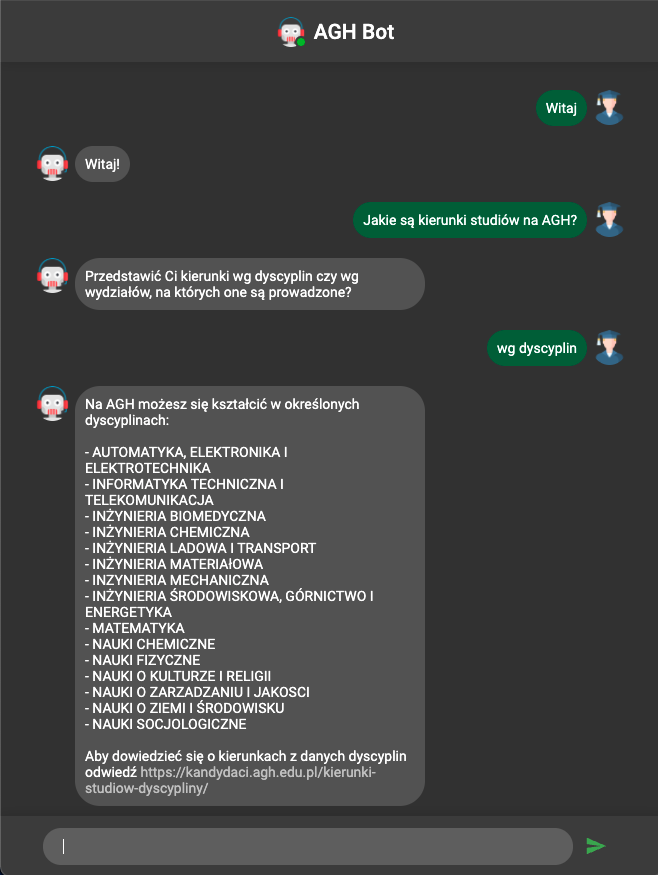 AGH Bot
Witaj
Witaj!
Jakie są kierunki studiów na AGH?
Przedstawić Ci kierunki wg dyscyplin czy wg
wydziałów, na których one są prowadzone?
wg dyscyplin
Na AGH możesz się kształcić w określonych
dyscyplinach:
- AUTOMATYKA, ELEKTRONIKA I
ELEKTROTECHNIKA
- INFORMATYKA TECHNICZNA I
TELEKOMUNIKACJA
- INŻYNIERIA BIOMEDYCZNA
- INŻYNIERIA CHEMICZNA
- INŻYNIERIA LADOWA I TRANSPORT
- INŻYNIERIA MATERIAłOWA
- INZYNIERIA MECHANICZNA
- INŻYNIERIA ŚRODOWISKOWA, GÓRNICTWO I
ENERGETYKA
- MATEMATYKA
- NAUKI CHEMICZNE
- NAUKI FIZYCZNE
- NAUKI O KULTURZE I RELIGII
- NAUKI O ZARZADZANIU I JAKOSCI
- NAUKI O ZIEMI I ŚRODOWISKU
- NAUKI SOCJOLOGICZNE
Aby dowiedzieć się o kierunkach z danych dyscyplin
odwiedź https://kandydaci.agh.edu.pl/kierunki-
studiow-dyscypliny/